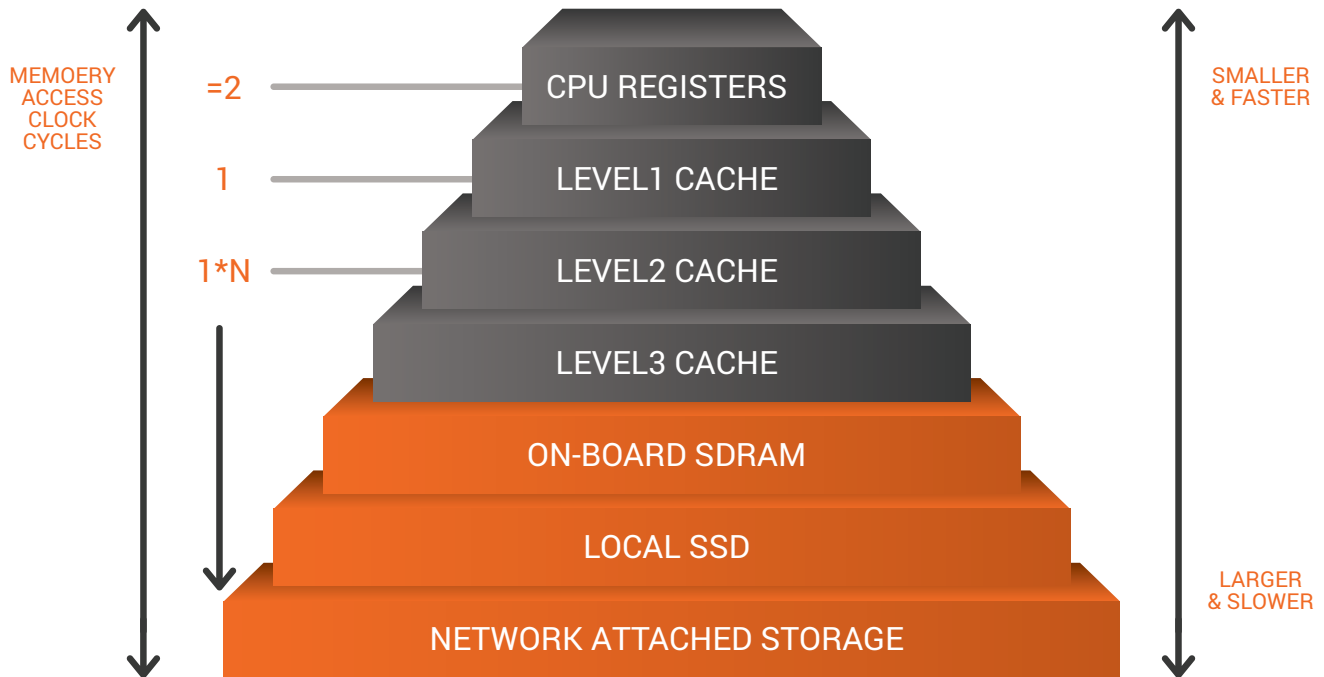 MEMOERY
ACCESS
CLOCK
CYCLES
=2
CPU REGISTERS
SMALLER
& FASTER
1
LEVEL1 CACHE
1*N
LEVEL2 CACHE
LEVEL3 CACHE
ON-BOARD SDRAM
LOCAL SSD
LARGER
& SLOWER
NETWORK ATTACHED STORAGE